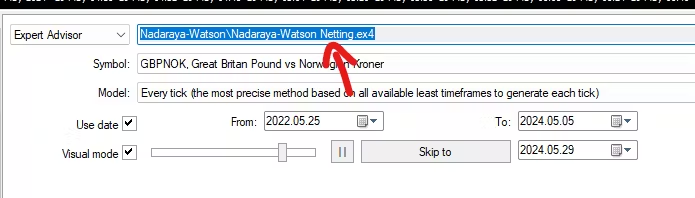 Expert Advisor Nadaraya-Watson\Nadaraya-Watson Netting.ex4
Symbol: GBPNOK, Great Britan Pound vs Norwegian Kroner
Model: Every tick (the most precise method based on all available least timeframes to generate each tick)
Use date From: 2022.05.25 To: 2024.05.05
Visual mode Skip to 2024.05.29